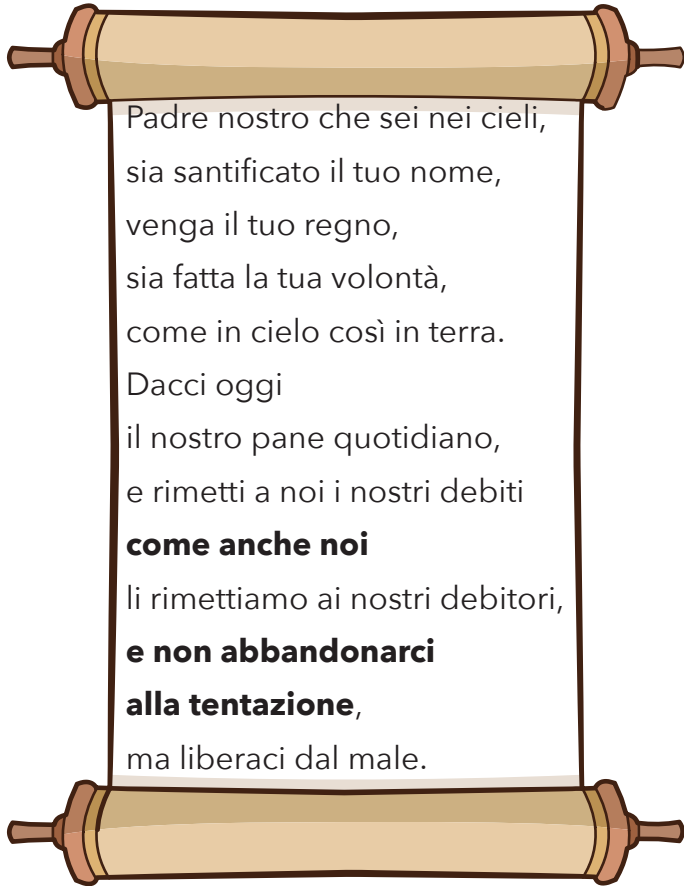 Padre nostro che sei nei cieli,
sia santificato il tuo nome,
venga il tuo regno,
sia fatta la tua volontà,
come in cielo così in terra.
Dacci oggi
il nostro pane quotidiano,
e rimetti a noi i nostri debiti
come anche noi
li rimettiamo ai nostri debitori,
e non abbandonarci
alla tentazione,
ma liberaci dal male.